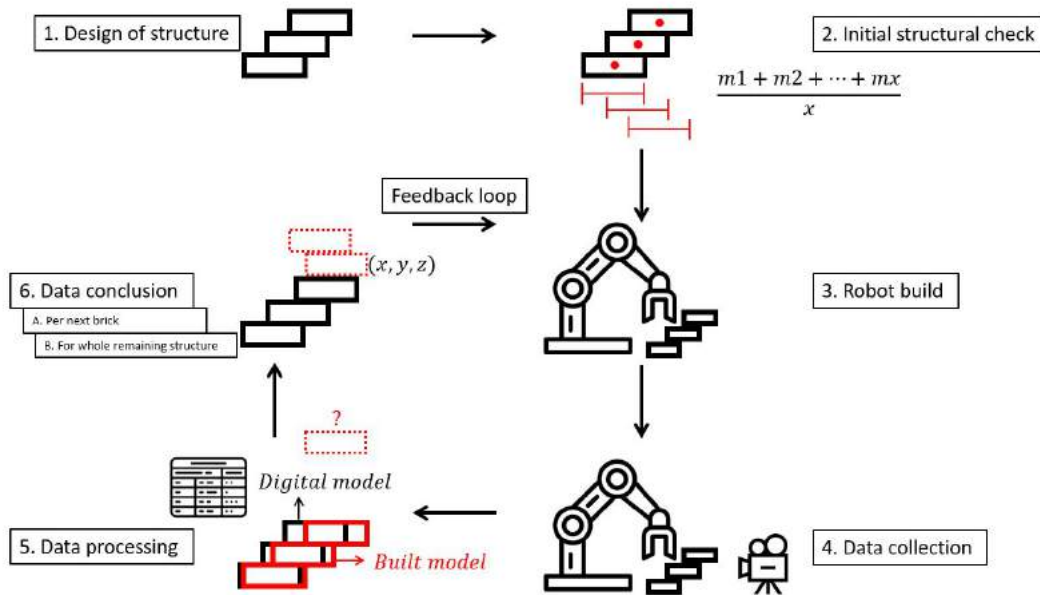 1. Design of structure
2. Initial structural check
m1 + m2 + ⋯ + mx
x
Feedback loop
(x, y, z)
6. Data conclusion
A. Per next brick
B. For whole remaining structure
3. Robot build
?
Digital model
5. Data processing
Built model
4. Data collection